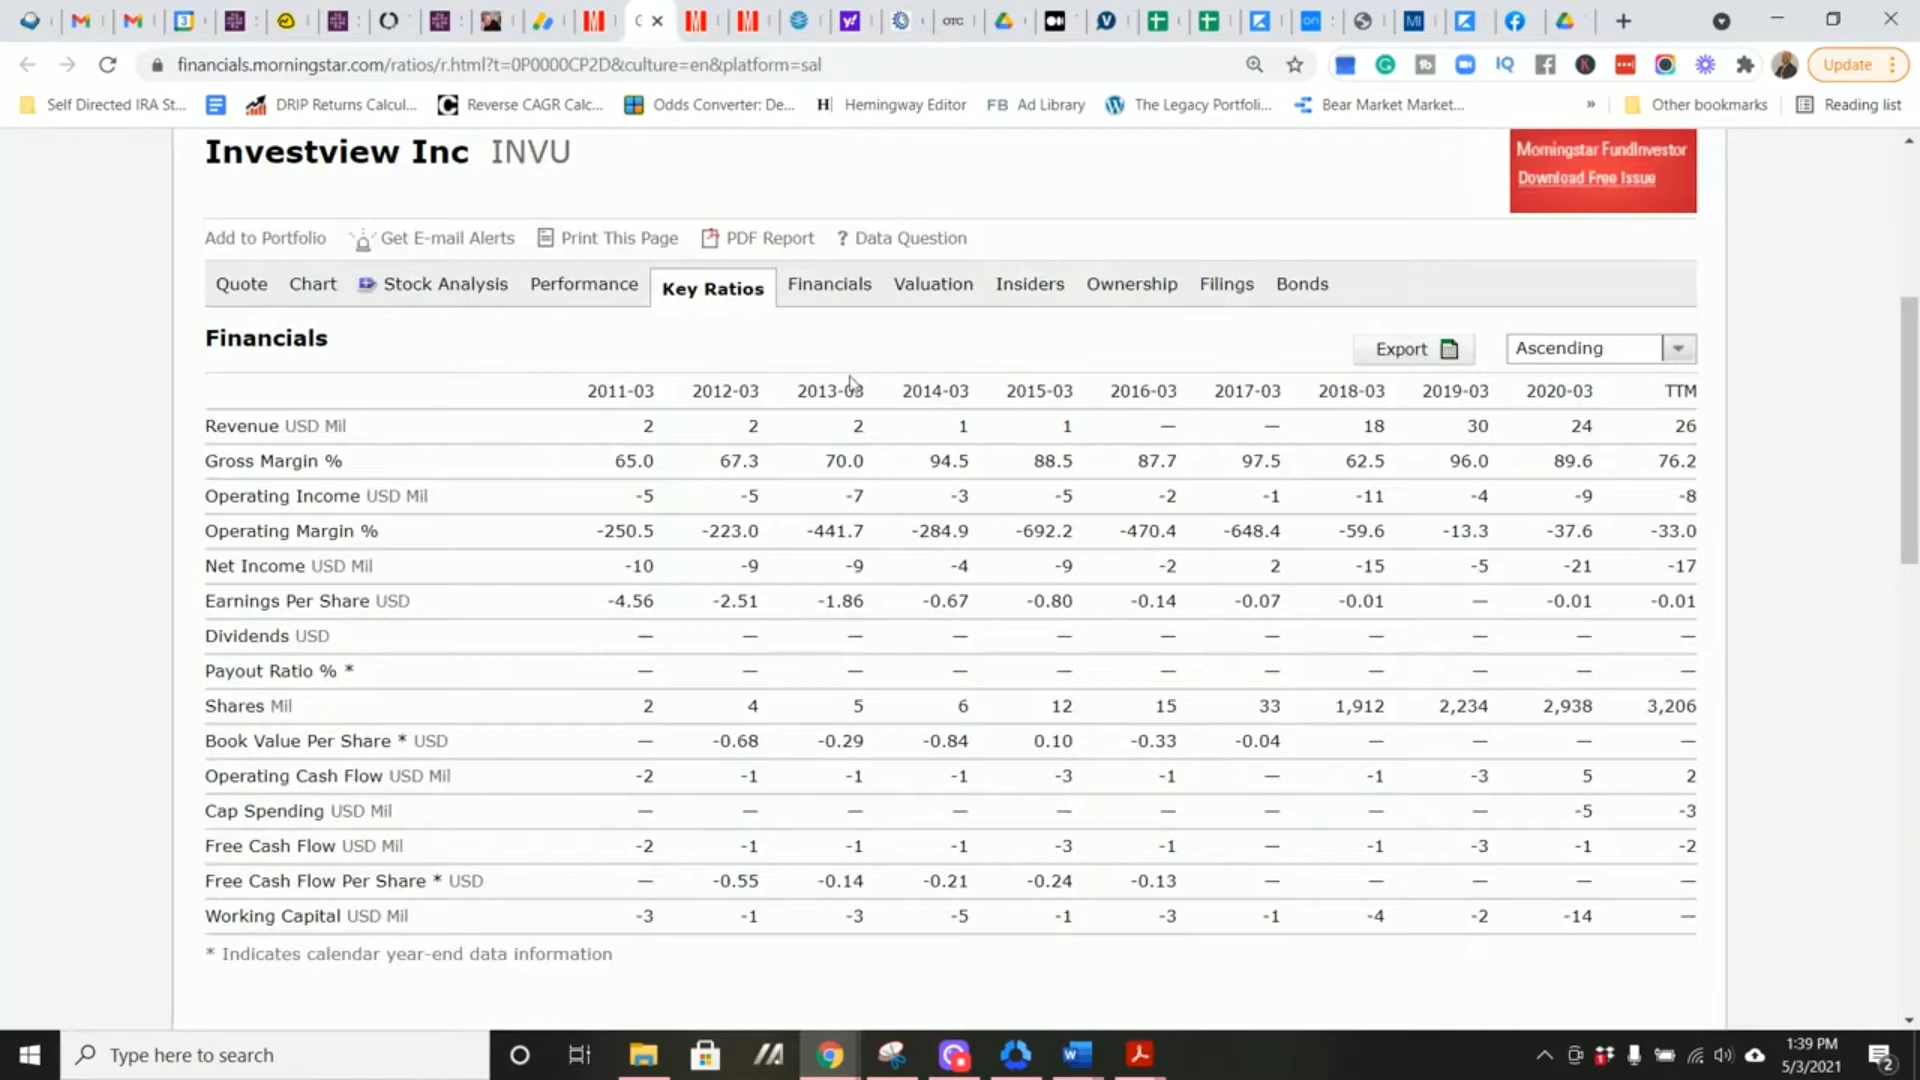 financials.morningstar.com/ratios/r.html?t=0P0000CP2D&culture=en&platform=sal
Update
Self Directed IRA St... DRIP Returns Calcul... Reverse CAGR Calc... Odds Converter: De... Hemingway Editor FB Ad Library The Legacy Portfoli... Bear Market Market... » Other bookmarks Reading list
Investview Inc INVU
Morningstar FundInvestor
Download Free Issue
Add to Portfolio Get E-mail Alerts Print This Page PDF Report ? Data Question
Quote Chart Stock Analysis Performance Key Ratios Financials Valuation Insiders Ownership Filings Bonds
Financials
Export Ascending
2011-03 2012-03 2013-03 2014-03 2015-03 2016-03 2017-03 2018-03 2019-03 2020-03 TTM
Revenue USD Mil 2 2 2 1 1 — — 18 30 24 26
Gross Margin % 65.0 67.3 70.0 94.5 88.5 87.7 97.5 62.5 96.0 89.6 76.2
Operating Income USD Mil -5 -5 -7 -3 -5 -2 -1 -11 -4 -9 -8
Operating Margin % -250.5 -223.0 -441.7 -284.9 -692.2 -470.4 -648.4 -59.6 -13.3 -37.6 -33.0
Net Income USD Mil -10 -9 -9 -4 -9 -2 2 -15 -5 -21 -17
Earnings Per Share USD -4.56 -2.51 -1.86 -0.67 -0.80 -0.14 -0.07 -0.01 — -0.01 -0.01
Dividends USD — — — — — — — — — — —
Payout Ratio % * — — — — — — — — — — —
Shares Mil 2 4 5 6 12 15 33 1,912 2,234 2,938 3,206
Book Value Per Share * USD — -0.68 -0.29 -0.84 0.10 -0.33 -0.04 — — — —
Operating Cash Flow USD Mil -2 -1 -1 -1 -3 -1 — -1 -3 5 2
Cap Spending USD Mil — — — — — — — — — -5 -3
Free Cash Flow USD Mil -2 -1 -1 -1 -3 -1 — -1 -3 -1 -2
Free Cash Flow Per Share * USD — -0.55 -0.14 -0.21 -0.24 -0.13 — — — — —
Working Capital USD Mil -3 -1 -3 -5 -1 -3 -1 -4 -2 -14 —
* Indicates calendar year-end data information
Type here to search
1:39 PM
5/3/2021
2